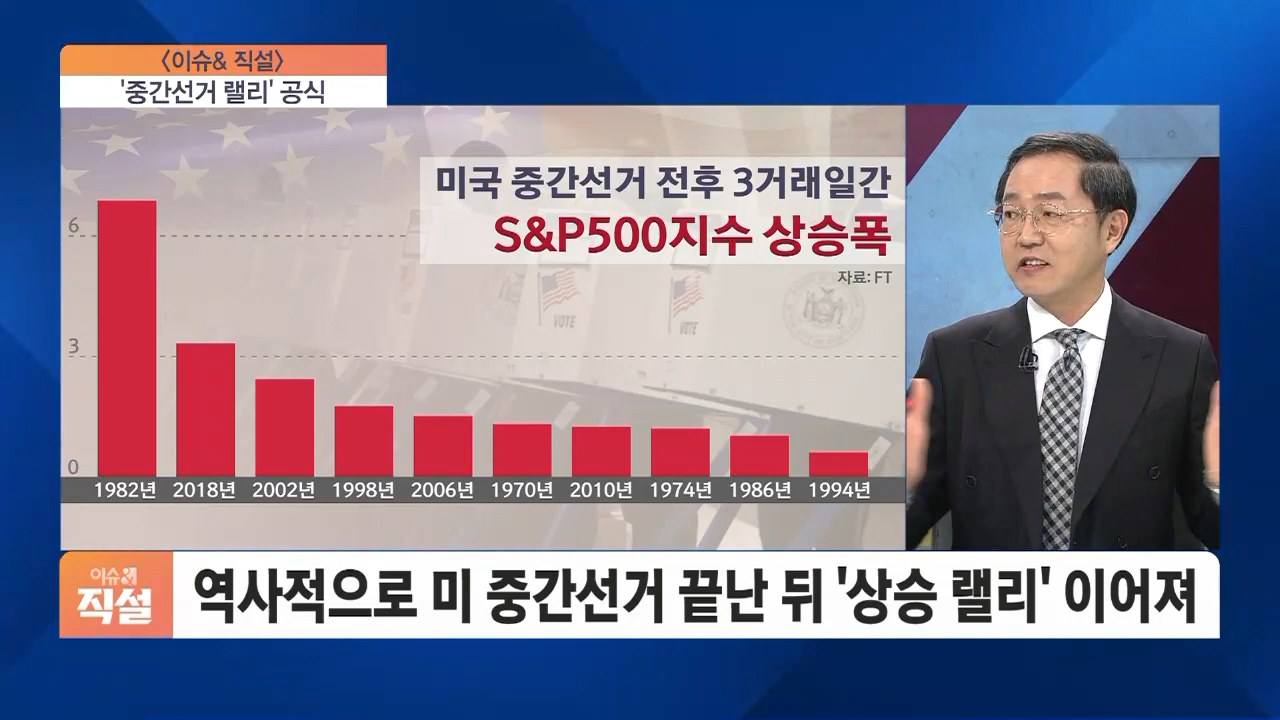 <이슈& 직설>
'중간선거 랠리' 공식
미국 중간선거 전후 3거래일간
S&P500지수 상승폭
자료: FT
6
3
0
VOTE
VOTE
1982년 2018년 2002년 1998년 2006년 1970년 2010년 1974년 1986년 1994년
이슈&
직설
역사적으로 미 중간선거 끝난 뒤 '상승 랠리' 이어져